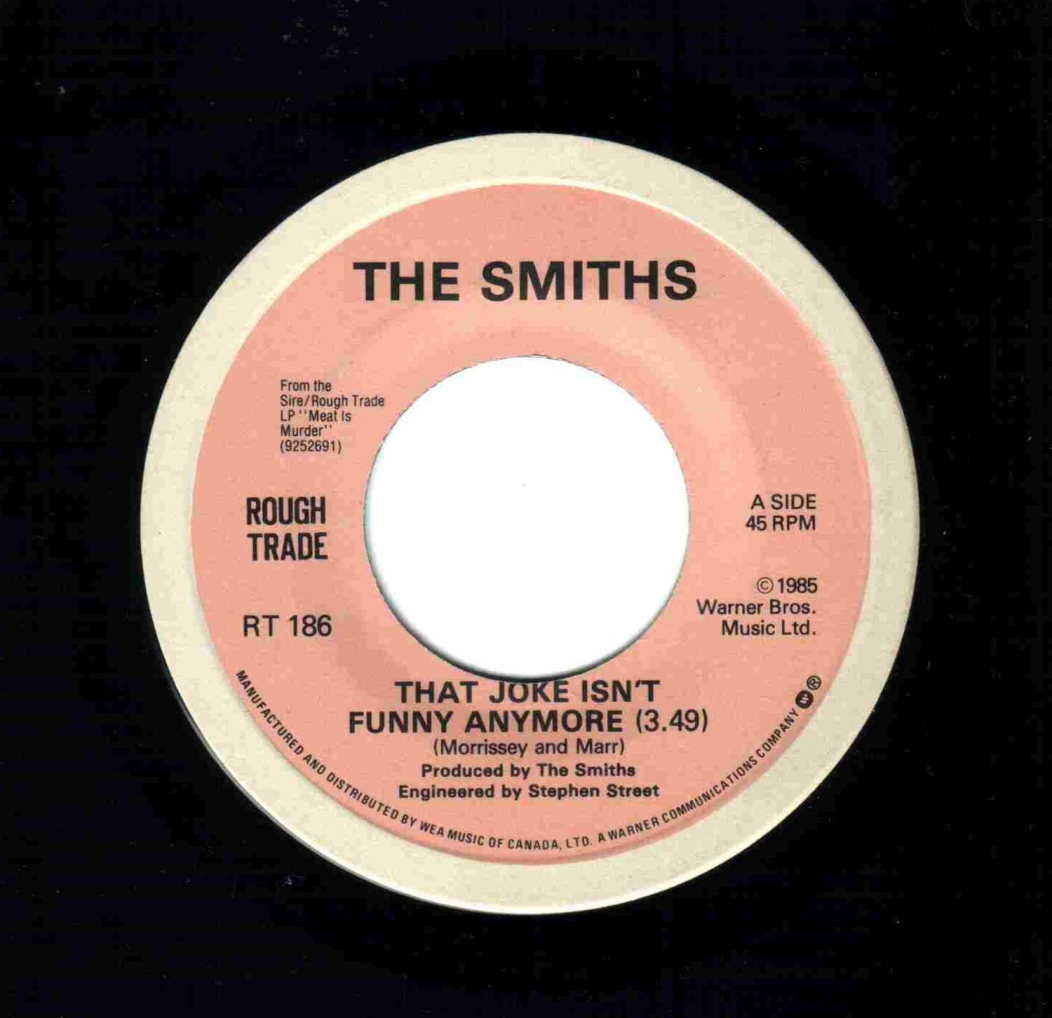 THE SMITHS
From the
Sire/Rough Trade
LP "Meat Is
Murder"
(9252691)
ROUGH
TRADE
RT 186
A SIDE
45 RPM
©1985
Warner Bros.
Music Ltd.
THAT JOKE ISN'T
FUNNY ANYMORE (3.49)
(Morrissey and Marr)
Produced by The Smiths
Engineered by Stephen Street
MANUFACTURED AND DISTRIBUTED BY WEA MUSIC OF CANADA, LTD. A WARNER COMMUNICATIONS COMPANY ®